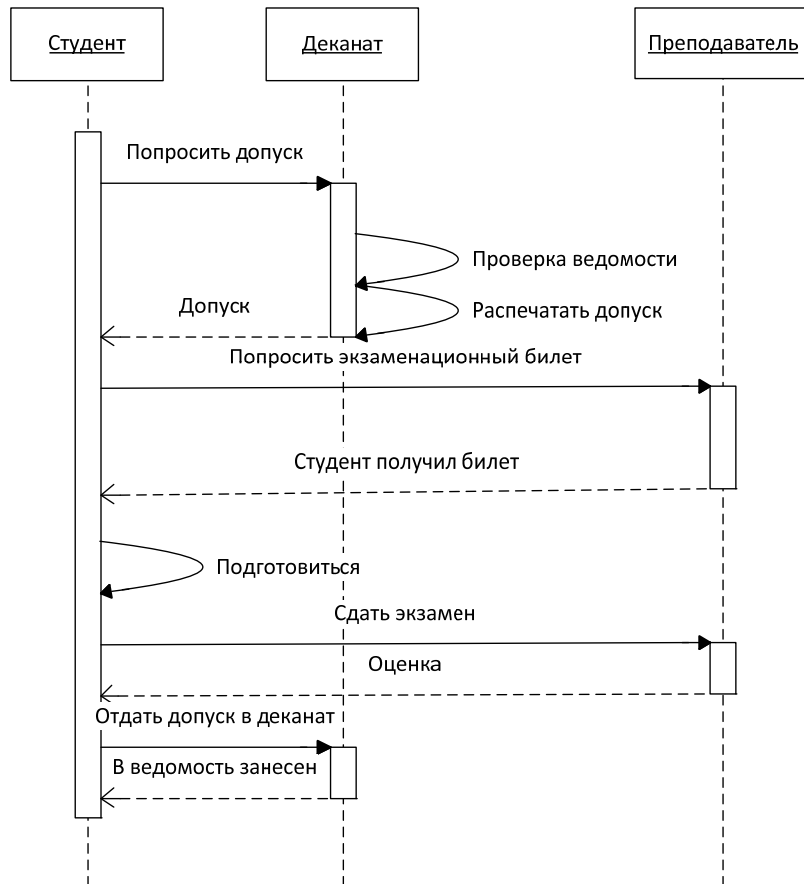 Студент
Деканат
Преподаватель
Попросить допуск
Проверка ведомости
Допуск
Распечатать допуск
Попросить экзаменационный билет
Студент получил билет
Подготовиться
Сдать экзамен
Оценка
Отдать допуск в деканат
В ведомость занесен